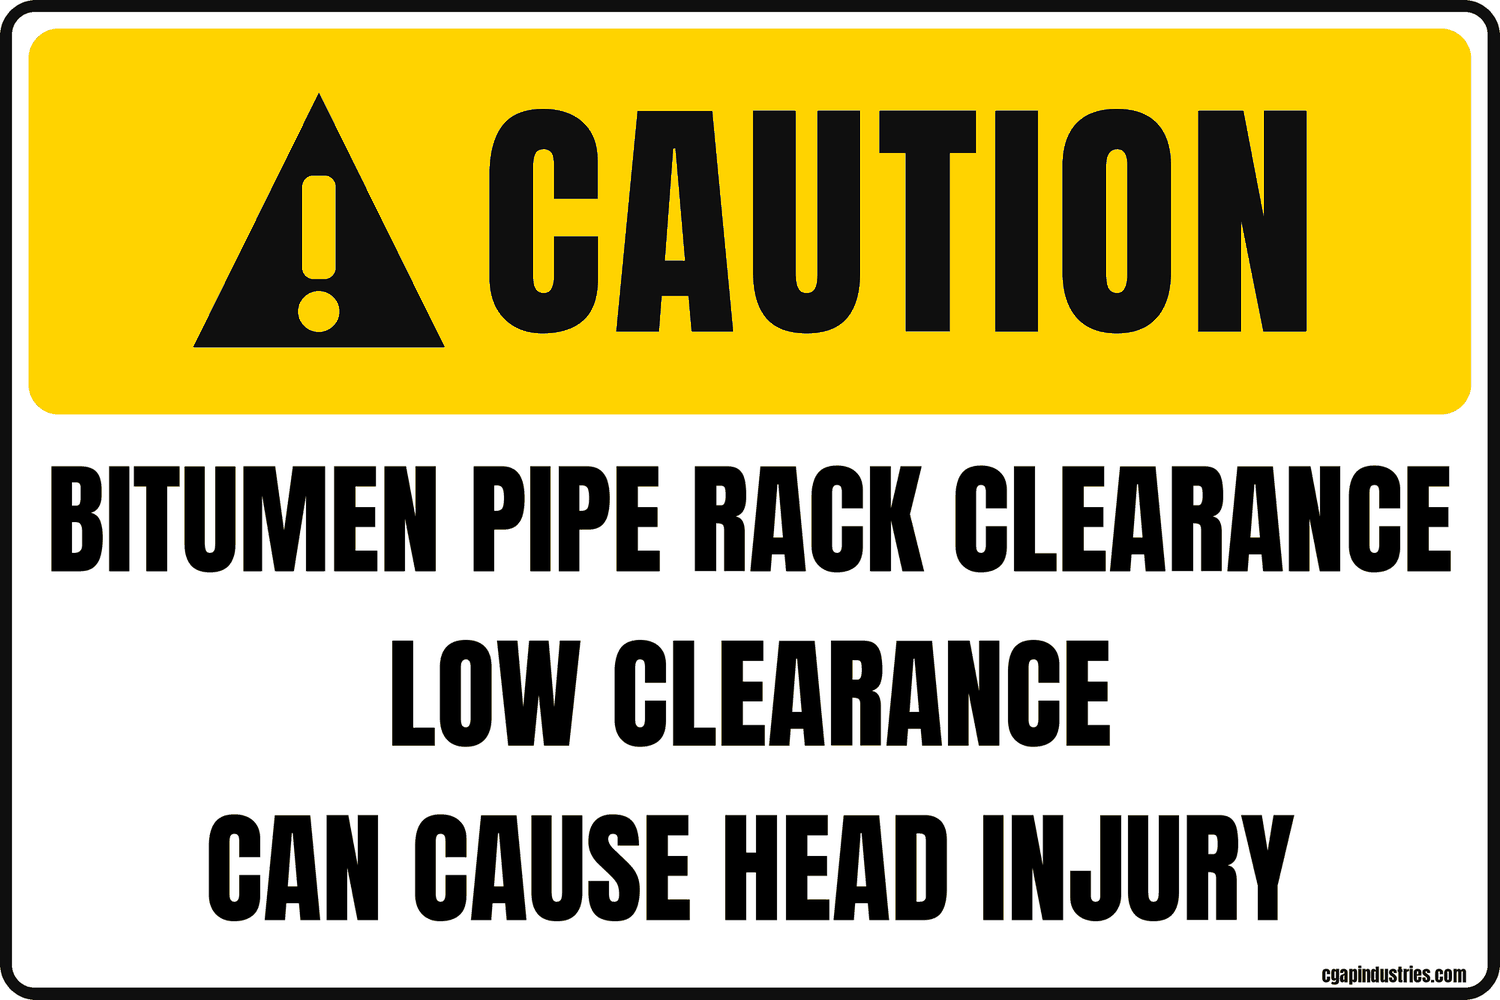 CAUTION
BITUMEN PIPE RACK CLEARANCE
LOW CLEARANCE
CAN CAUSE HEAD INJURY
cgapindustries.com